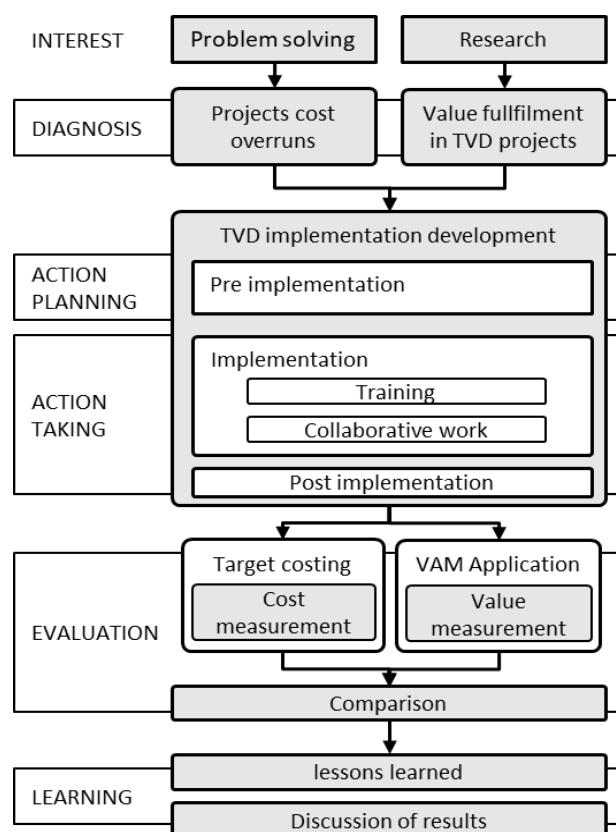 INTEREST
Problem solving
Research
DIAGNOSIS
Projects cost
overruns
Value fullfilment
in TVD projects
TVD implementation development
ACTION
PLANNING
Pre implementation
ACTION
TAKING
Implementation
Training
Collaborative work
Post implementation
EVALUATION
Target costing
Cost
measurement
VAM Application
Value
measurement
Comparison
LEARNING
lessons learned
Discussion of results